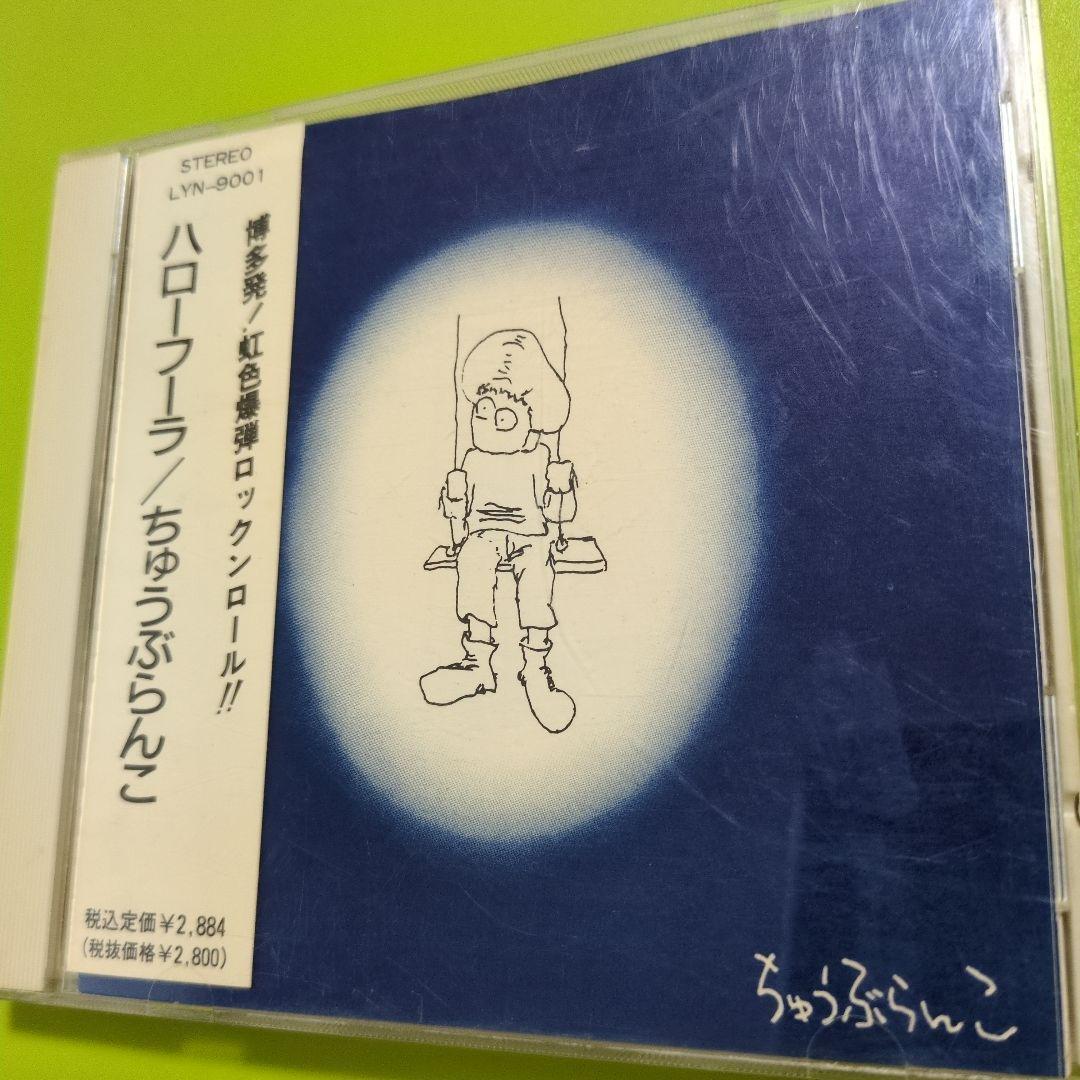 STEREO
LYN-9001
博多発!虹色爆弾ロックンロール!!
ハローフーラ/ちゅうぶらんこ
税込定価¥2,884
(税抜価格¥2,800)
ちゅうぶらんこ